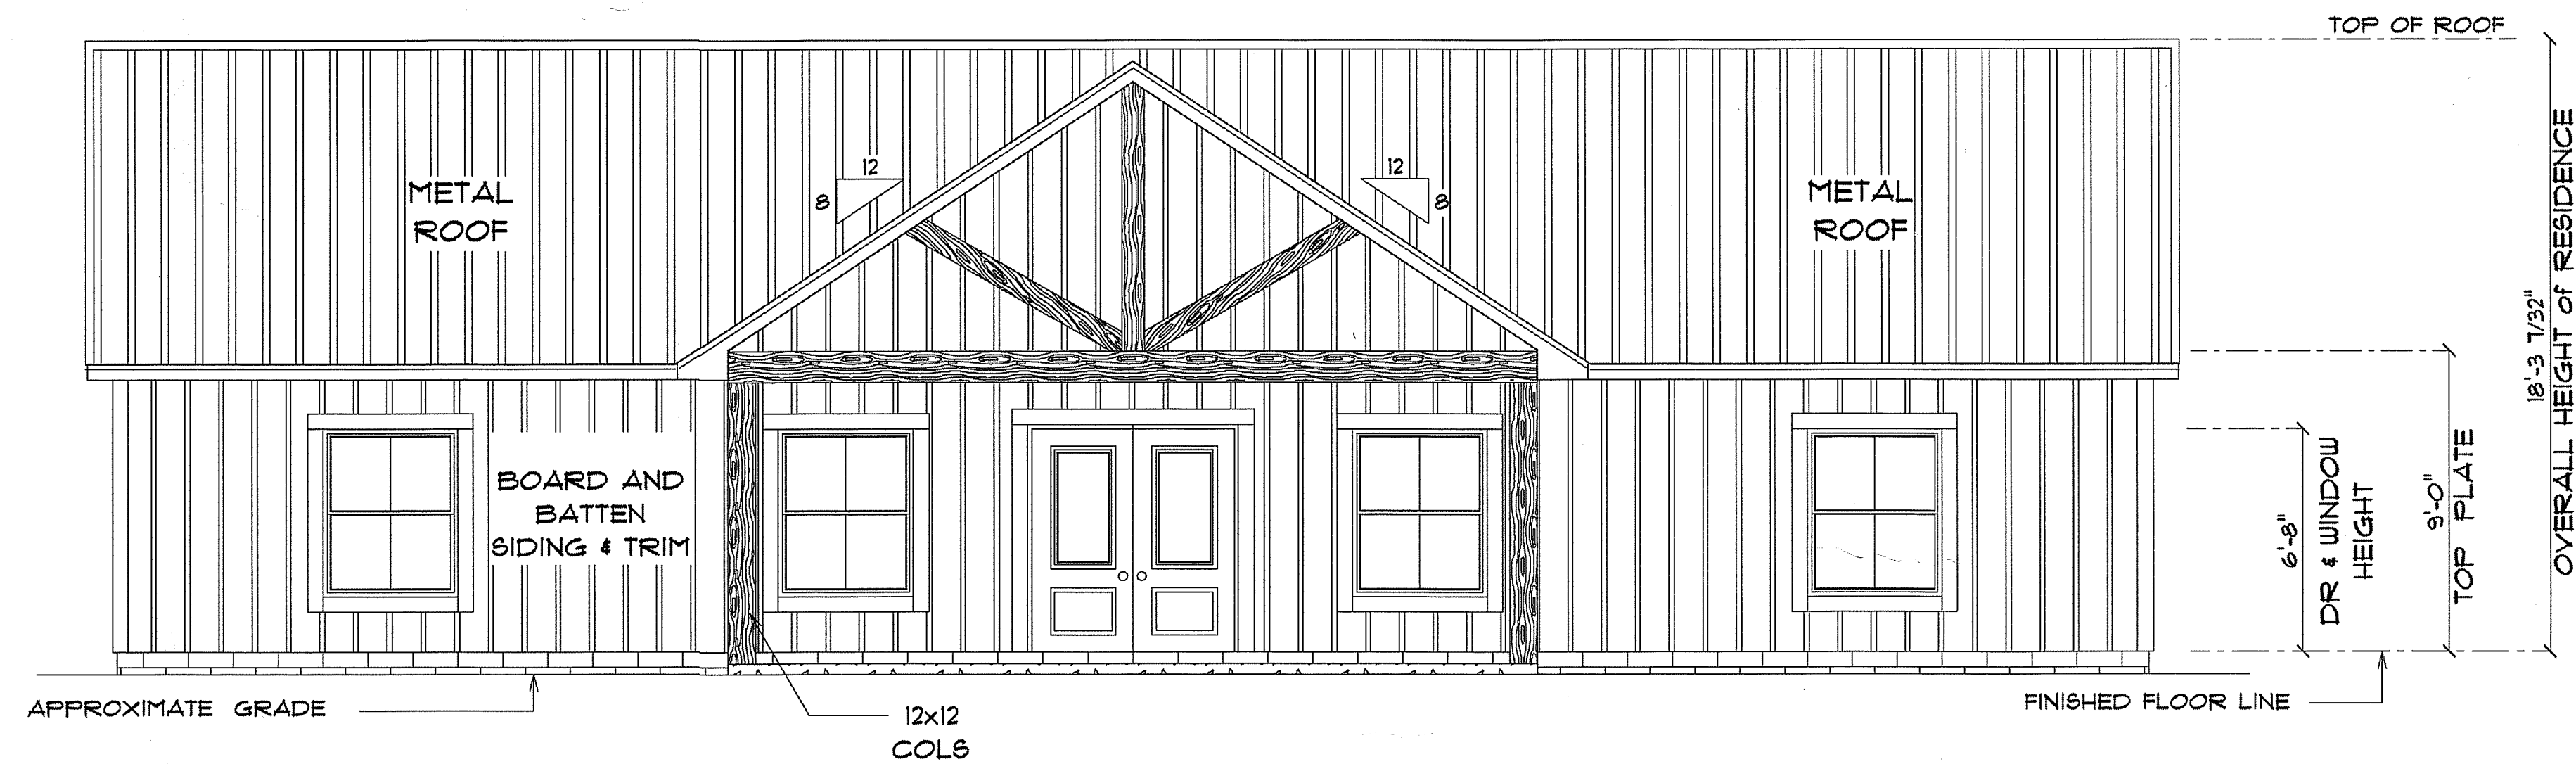 TOP OF ROOF
12
8
12
8
METAL
ROOF
METAL
ROOF
BOARD AND
BATTEN
SIDING & TRIM
6'-8"
DR & WINDOW
HEIGHT
9'-0"
TOP PLATE
18'-3 7/32"
OVERALL HEIGHT of RESIDENCE
APPROXIMATE GRADE
12x12
COLS
FINISHED FLOOR LINE